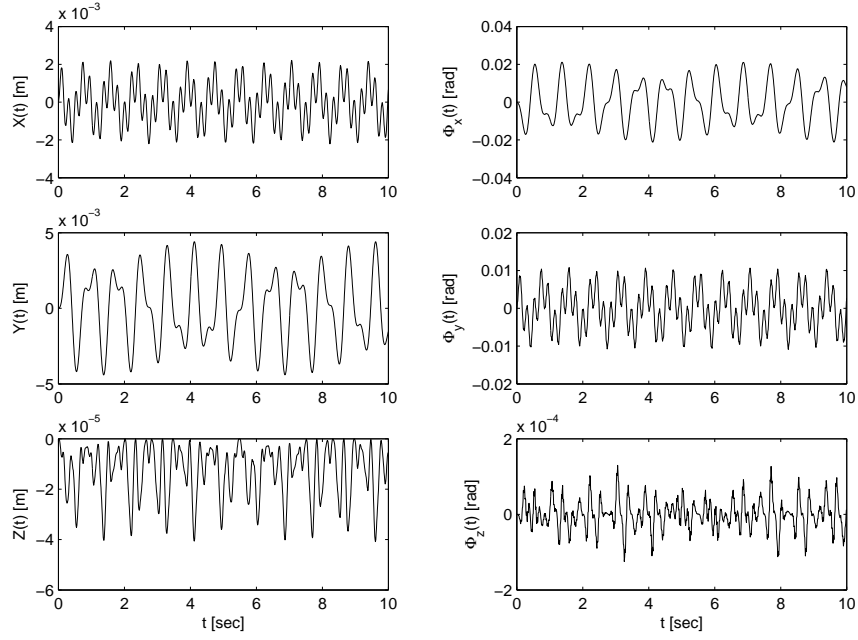 x 10⁻³
4
2
0
−2
−4
X(t) [m]
0 2 4 6 8 10
0.04
0.02
0
−0.02
−0.04
Φx(t) [rad]
0 2 4 6 8 10
x 10⁻³
5
0
−5
Y(t) [m]
0 2 4 6 8 10
0.02
0.01
0
−0.01
−0.02
Φy(t) [rad]
0 2 4 6 8 10
x 10⁻⁵
0
−2
−4
−6
Z(t) [m]
0 2 4 6 8 10
t [sec]
x 10⁻⁴
2
0
−2
Φz(t) [rad]
0 2 4 6 8 10
t [sec]